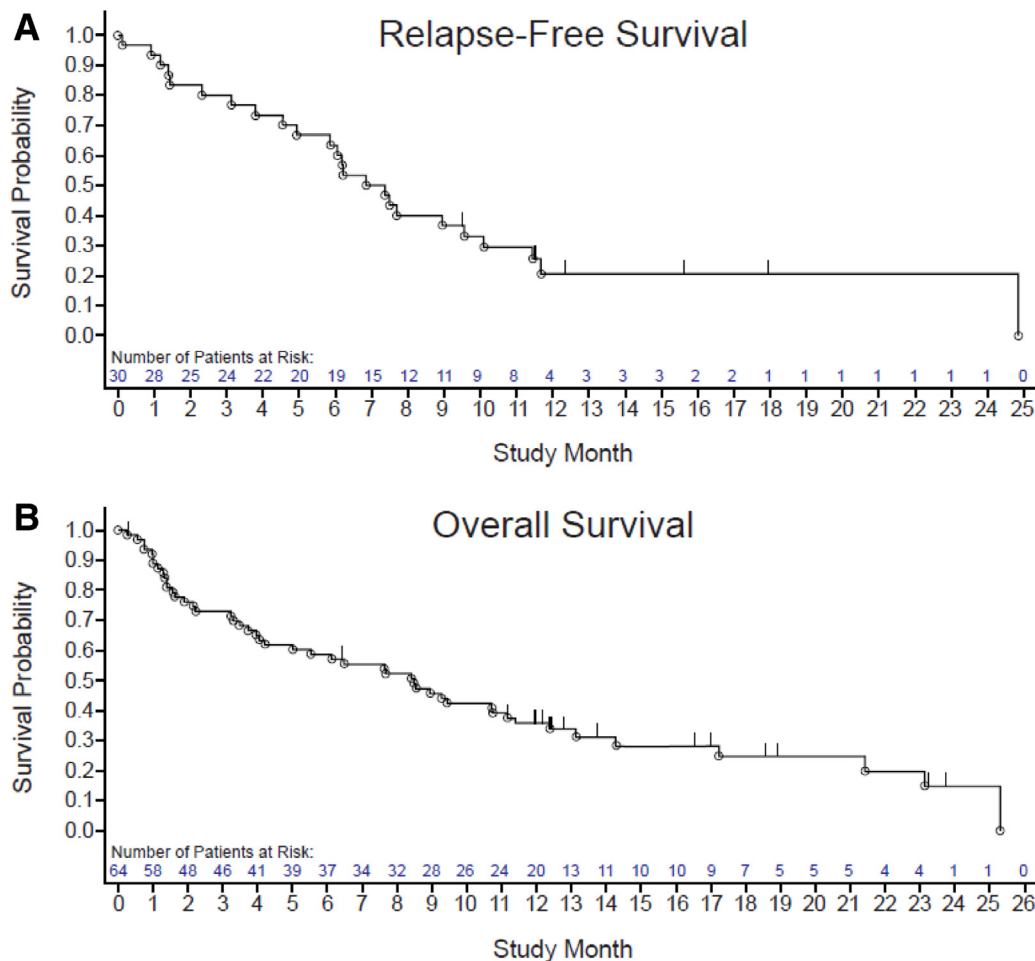 A
Relapse-Free Survival
Survival Probability
1.0
0.9
0.8
0.7
0.6
0.5
0.4
0.3
0.2
0.1
0.0
Number of Patients at Risk:
30 28 25 24 22 20 19 15 12 11 9 8 4 3 3 3 2 2 1 1 1 1 1 1 1 0
0 1 2 3 4 5 6 7 8 9 10 11 12 13 14 15 16 17 18 19 20 21 22 23 24 25
Study Month
B
Overall Survival
Survival Probability
1.0
0.9
0.8
0.7
0.6
0.5
0.4
0.3
0.2
0.1
0.0
Number of Patients at Risk:
64 58 48 46 41 39 37 34 32 28 26 24 20 13 11 10 10 9 7 5 5 5 4 4 1 1 0
0 1 2 3 4 5 6 7 8 9 10 11 12 13 14 15 16 17 18 19 20 21 22 23 24 25 26
Study Month